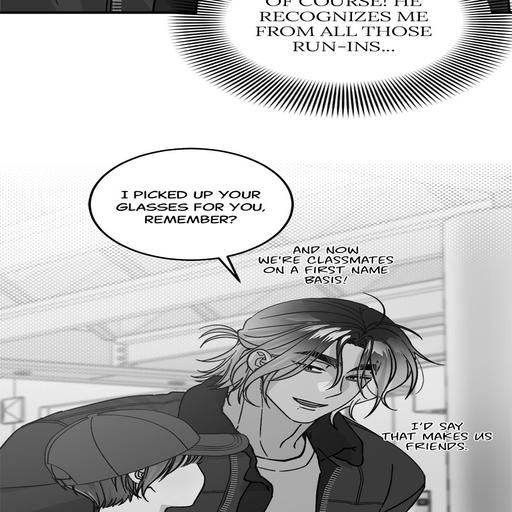 OF COURSE! HE
RECOGNIZES ME
FROM ALL THOSE
RUN-INS...
I PICKED UP YOUR
GLASSES FOR YOU,
REMEMBER?
AND NOW
WE'RE CLASSMATES
ON A FIRST NAME
BASIS!
I'D SAY
THAT MAKES US
FRIENDS.